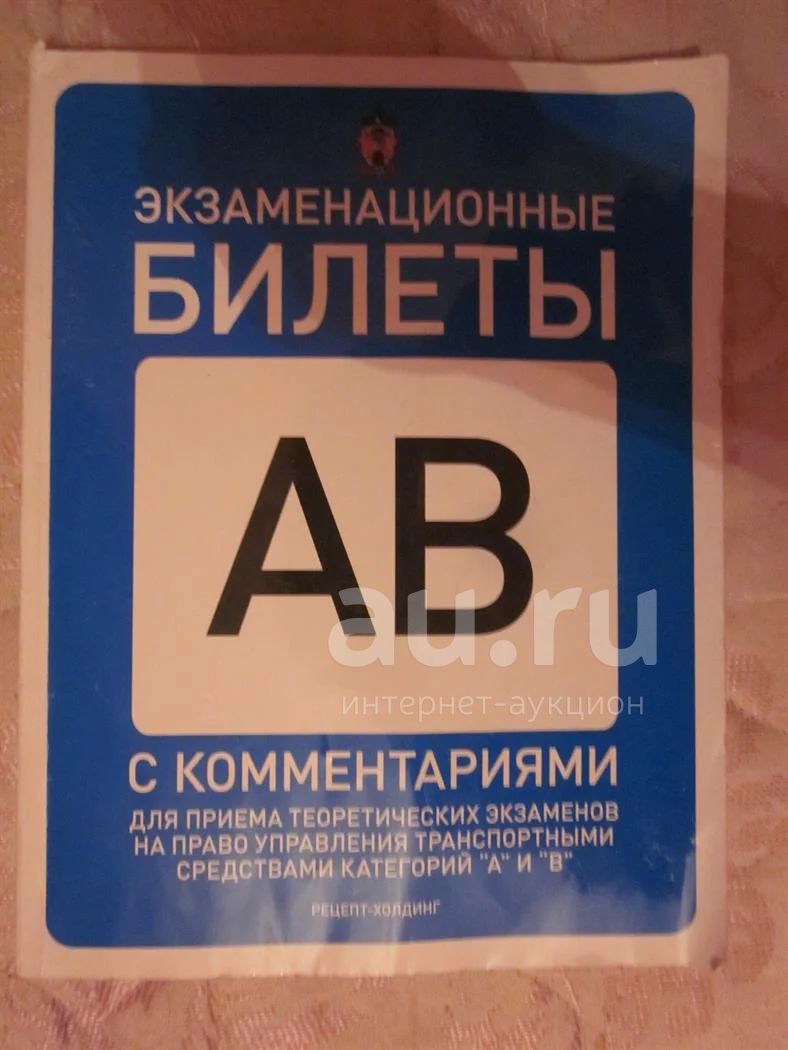 ЭКЗАМЕНАЦИОННЫЕ
БИЛЕТЫ
АВ
au.ru
интернет-аукцион
С КОММЕНТАРИЯМИ
ДЛЯ ПРИЕМА ТЕОРЕТИЧЕСКИХ ЭКЗАМЕНОВ
НА ПРАВО УПРАВЛЕНИЯ ТРАНСПОРТНЫМИ
СРЕДСТВАМИ КАТЕГОРИЙ "А" И "В"
РЕЦЕПТ-ХОЛДИНГ